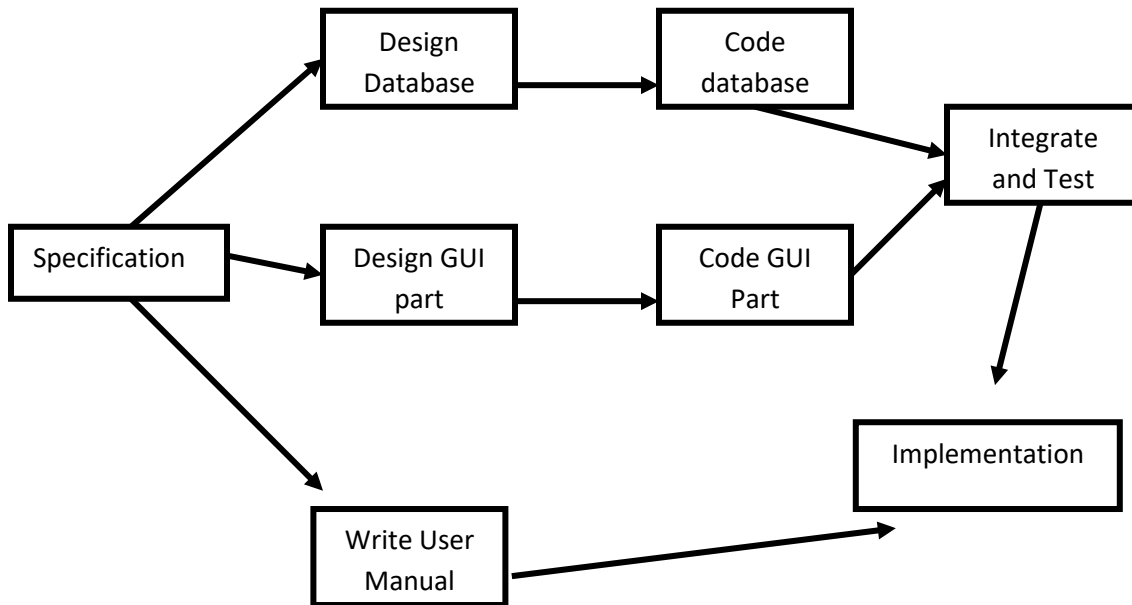 Design
Database
Code
database
Integrate
and Test
Specification
Design GUI
part
Code GUI
Part
Implementation
Write User
Manual